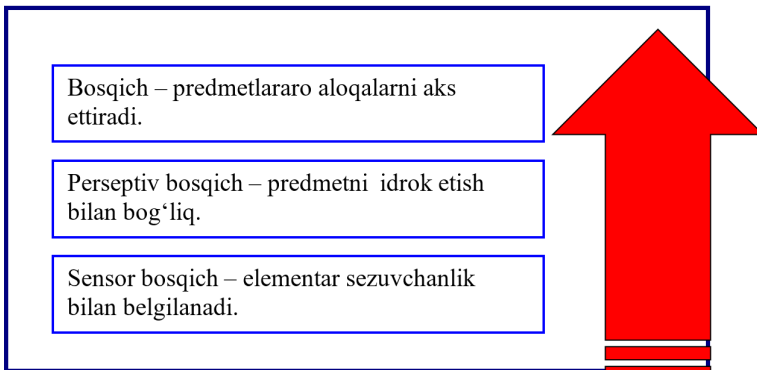 Bosqich – predmetlararo aloqalarni aks
ettiradi.
Perseptiv bosqich – predmetni  idrok etish
bilan bog‘liq.
Sensor bosqich – elementar sezuvchanlik
bilan belgilanadi.